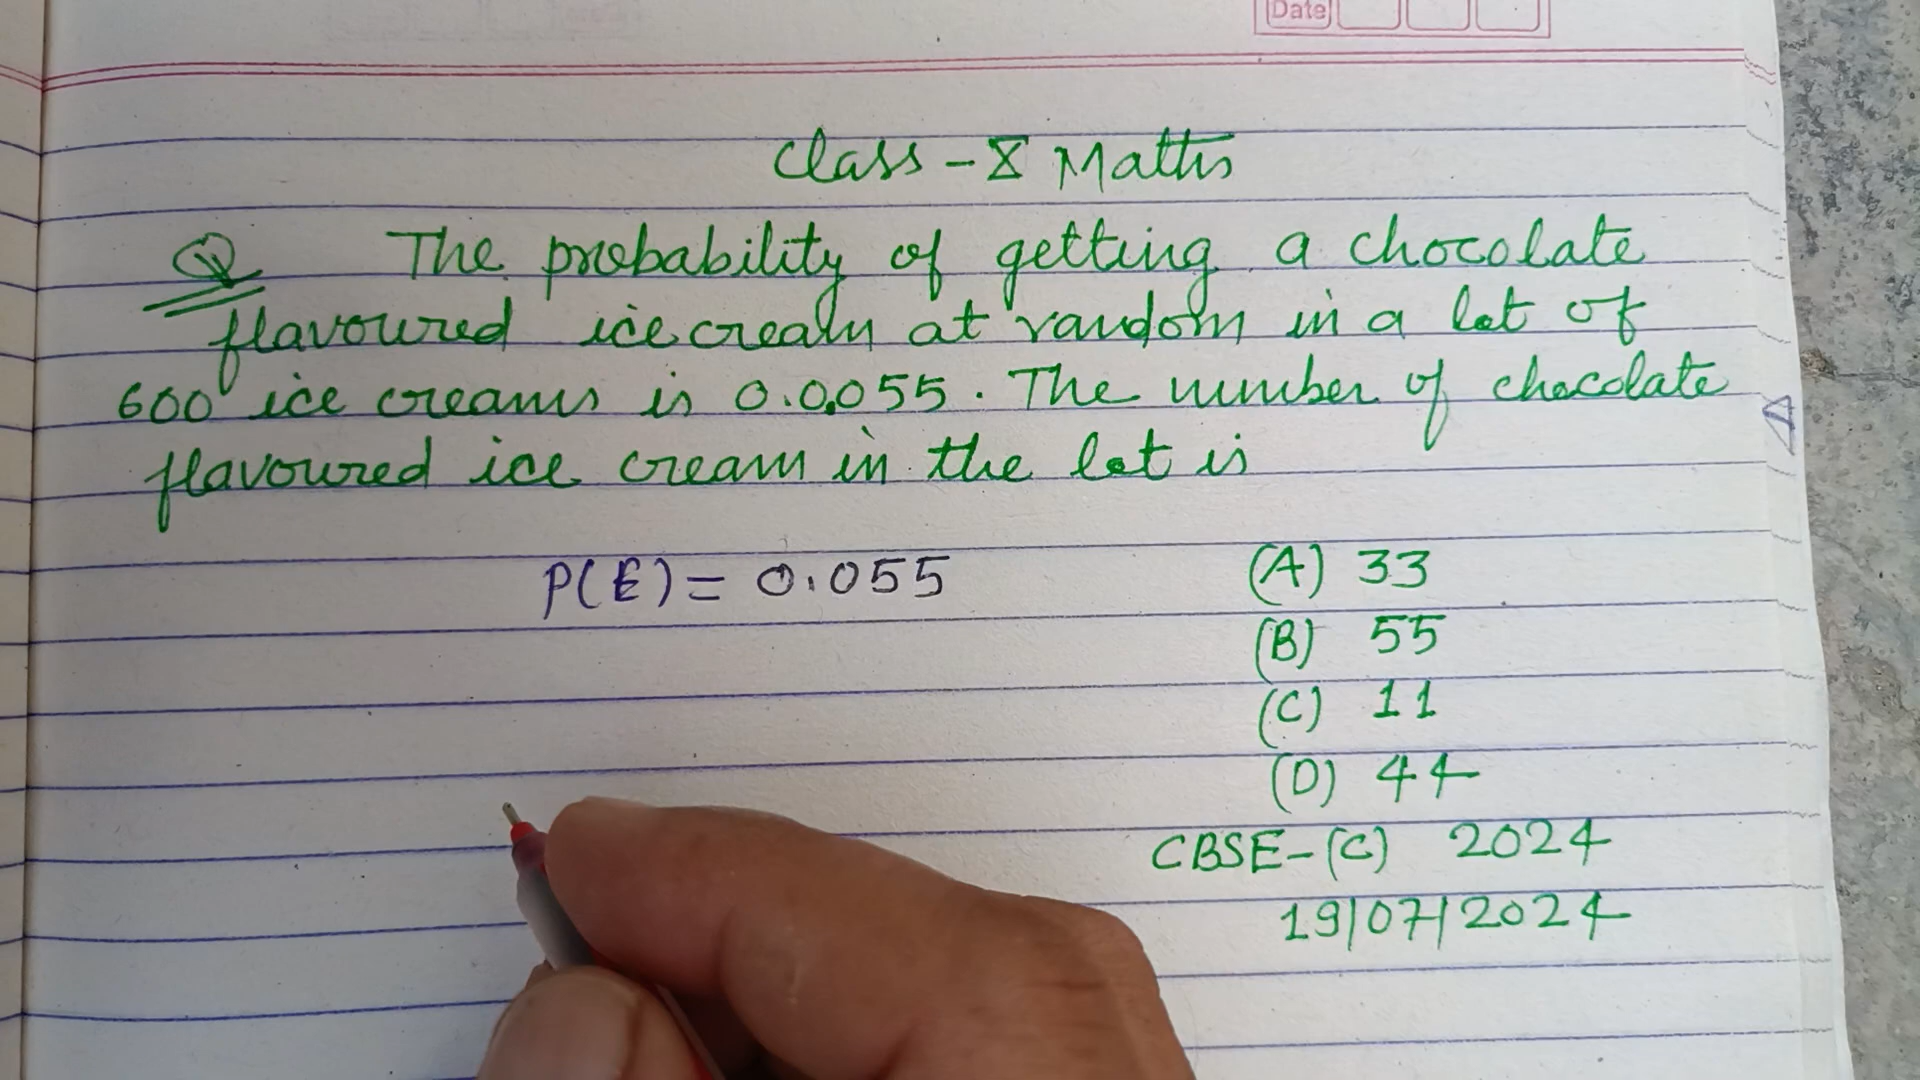 Date
Class - X Maths
Q The probability of getting a chocolate
flavoured ice cream at random in a lot of
600 ice creams is 0.055. The number of chocolate
flavoured ice cream in the lot is
P(E) = 0.055
(A) 33
(B) 55
(C) 11
(D) 44
CBSE-(C) 2024
19/07/2024